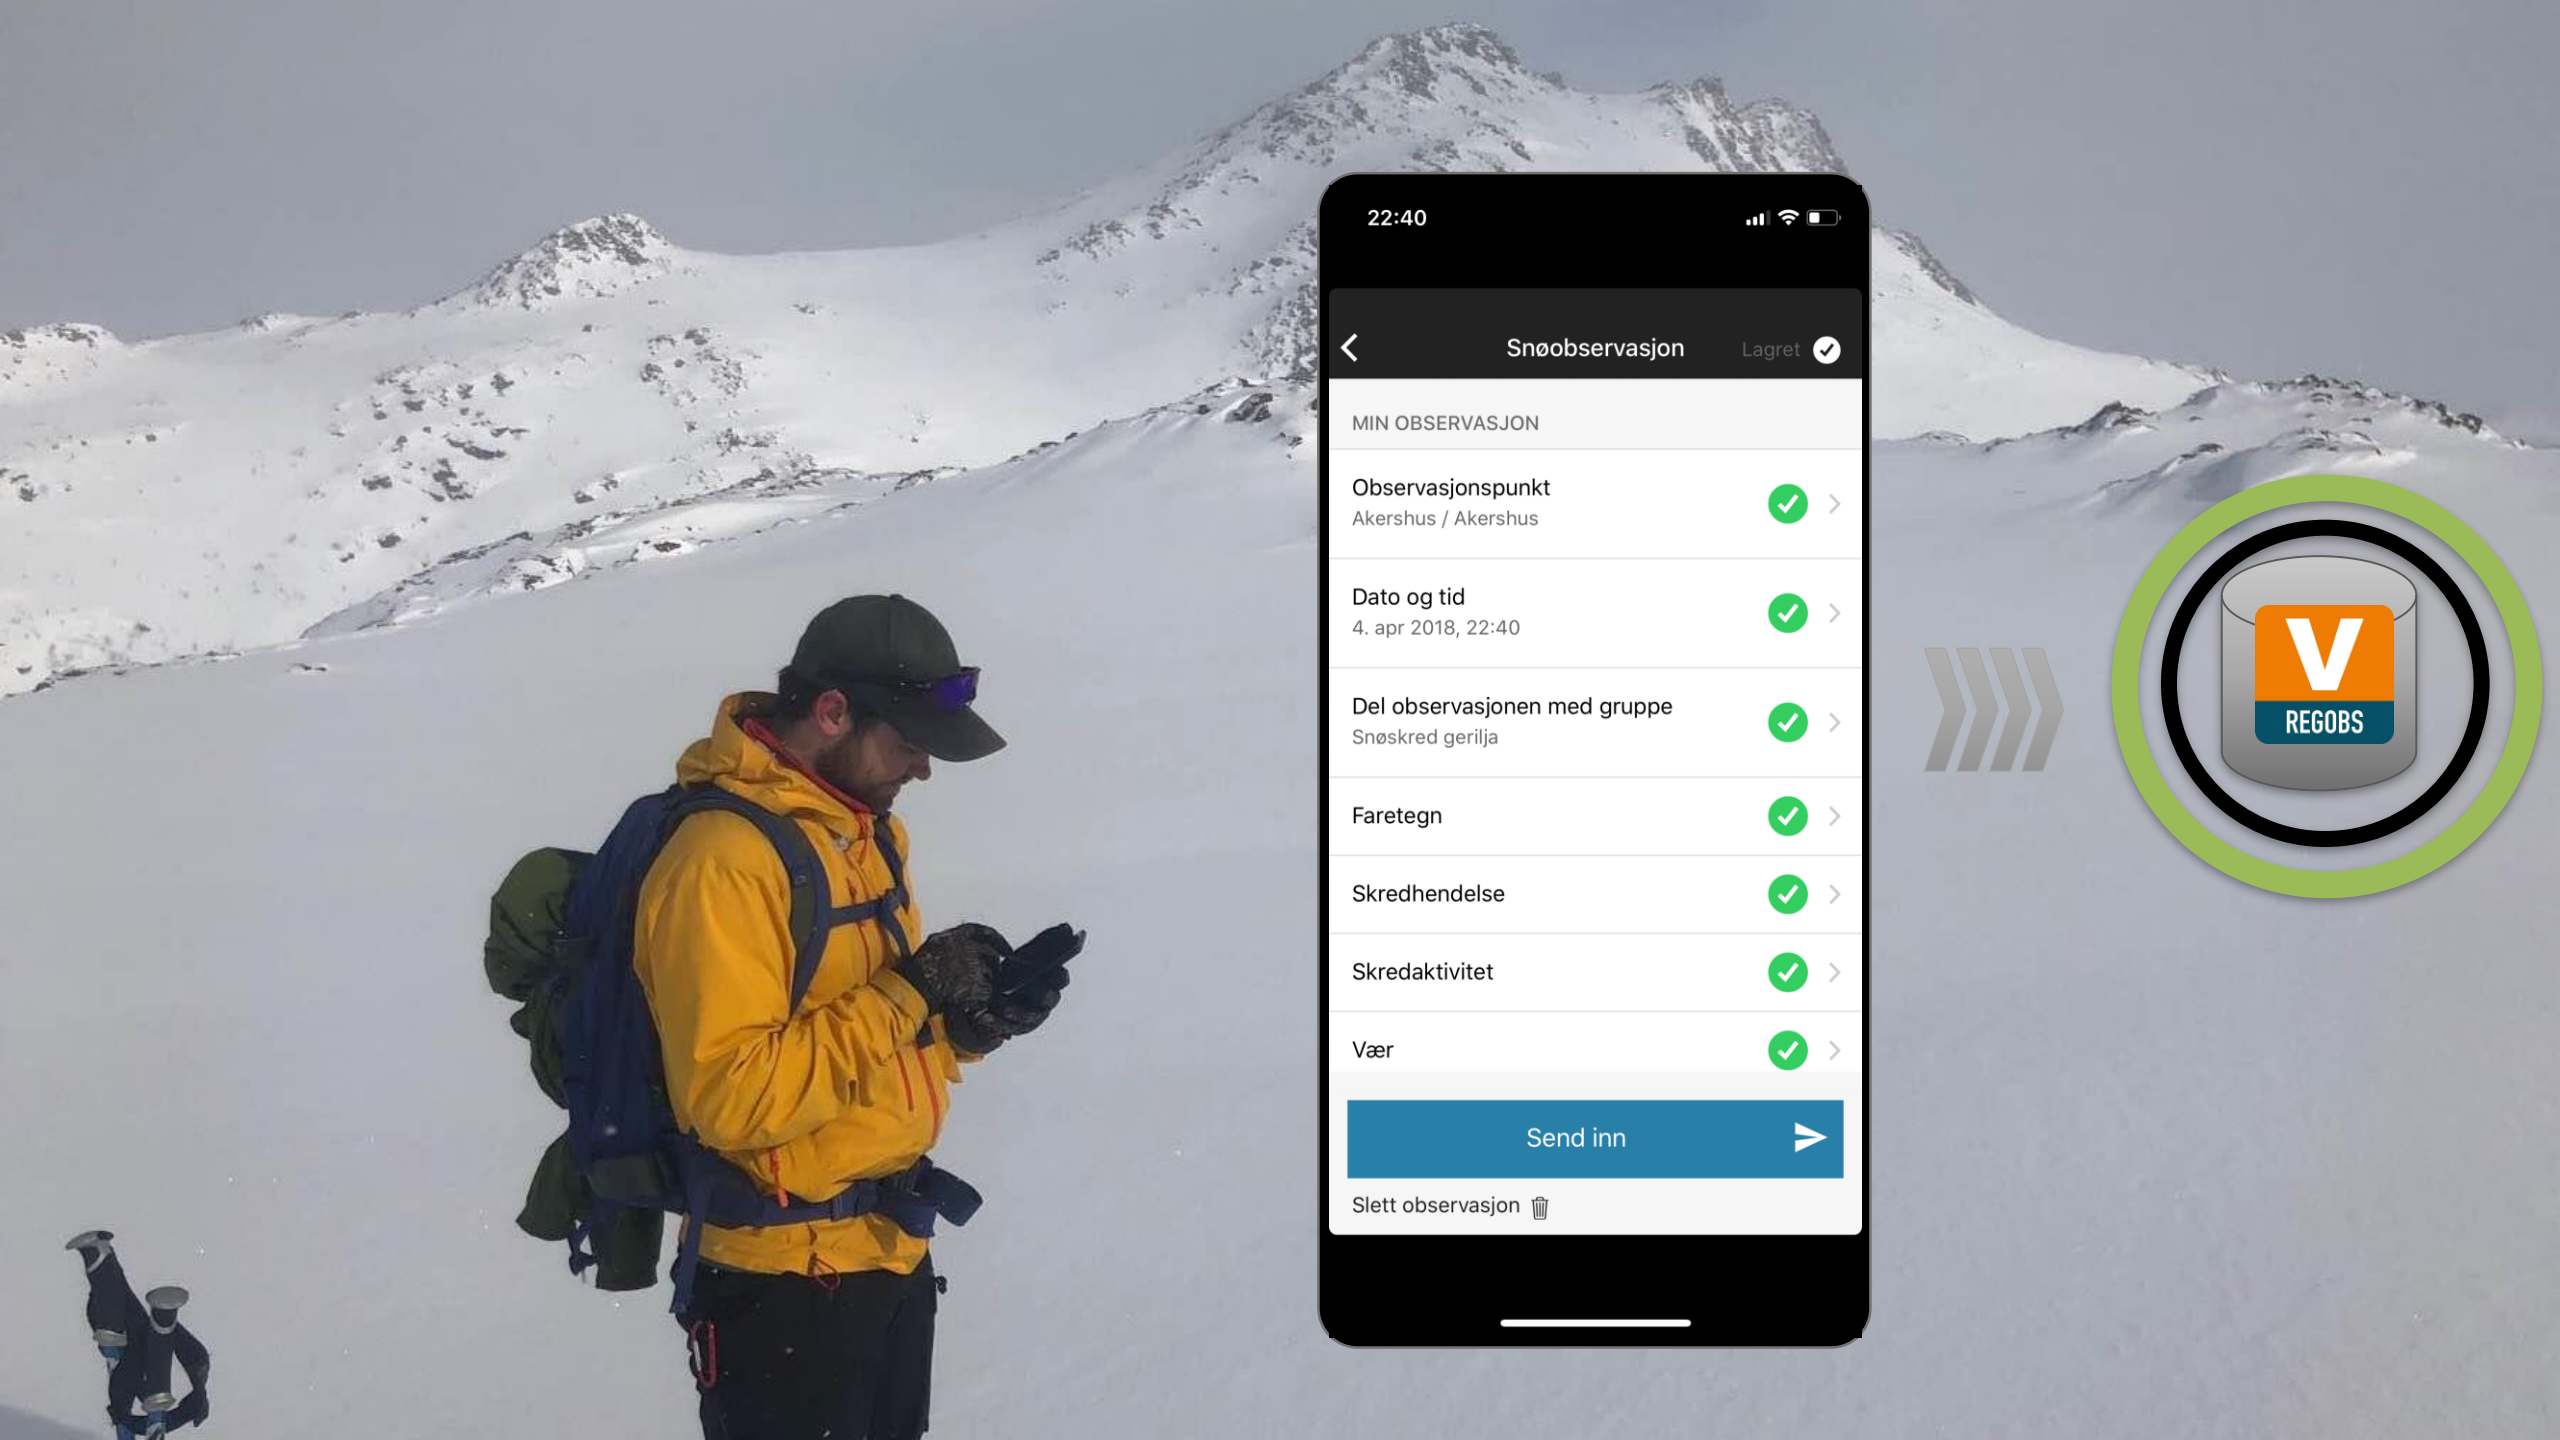 22:40
Snøobservasjon
Lagret
MIN OBSERVASJON
Observasjonspunkt
Akershus / Akershus
Dato og tid
4. apr 2018, 22:40
Del observasjonen med gruppe
Snøskred gerilja
Faretegn
Skredhendelse
Skredaktivitet
Vær
Send inn
Slett observasjon
V
REGOBS